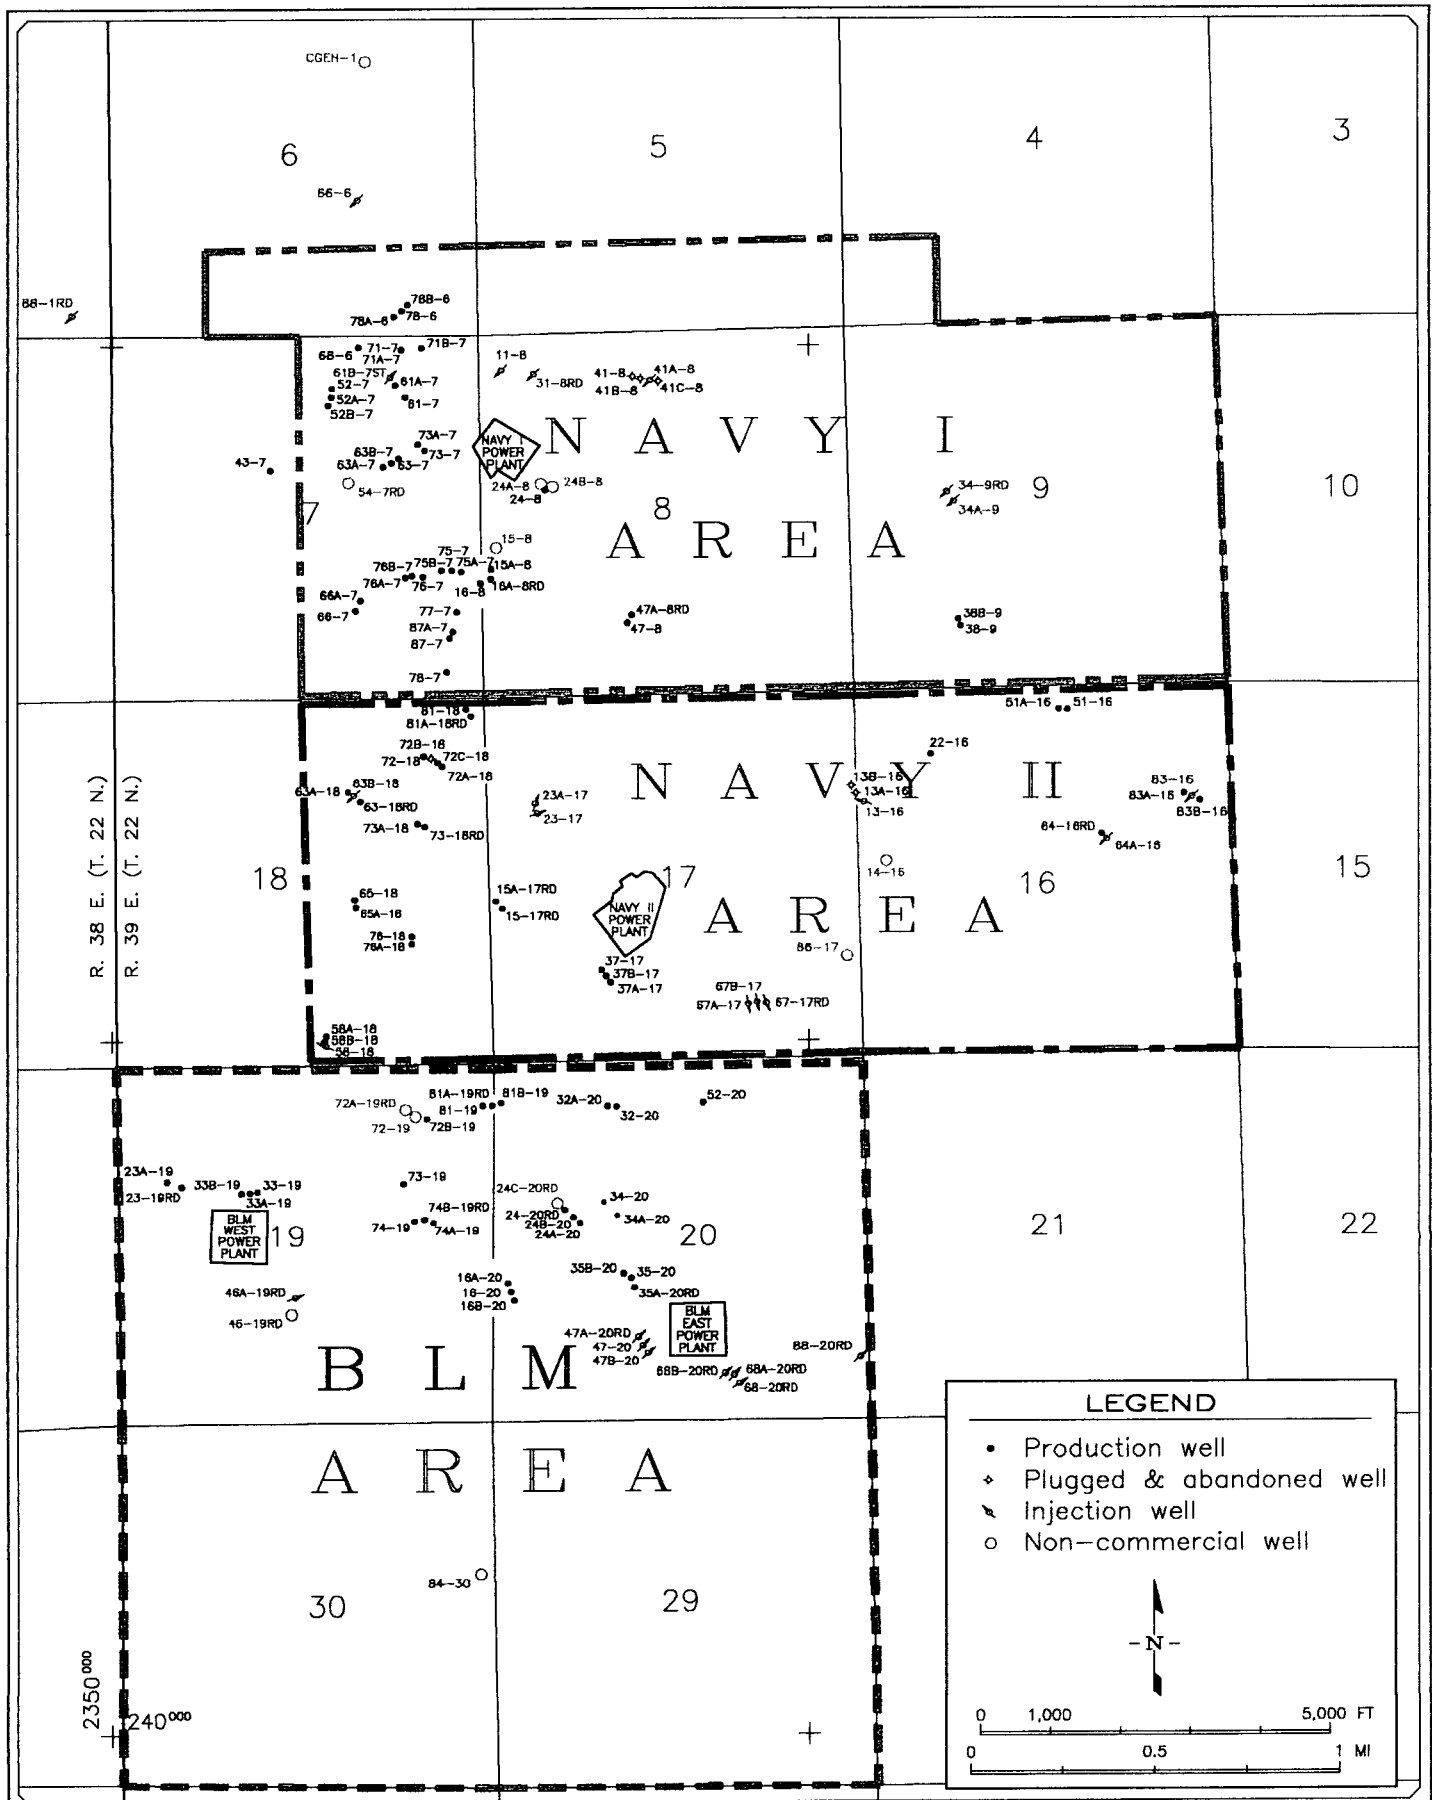 CGEH-1
6
5
4
3
66-6
88-1RD
78B-6
78A-6
78-6
68-6
71-7
71A-7
71B-7
61B-7ST
61A-7
52-7
52A-7
52B-7
61-7
11-8
31-8RD
41-8
41A-8
41B-8
41C-8
NAVY I
AREA
NAVY I
POWER
PLANT
73A-7
73-7
63B-7
63A-7
63-7
43-7
54-7RD
7
24A-8
24B-8
24-8
8
34-9RD
34A-9
9
10
15-8
75-7
76B-7
75B-7
75A-7
15A-8
76A-7
76-7
16-8
16A-8RD
66A-7
66-7
77-7
87A-7
87-7
78-7
47A-8RD
47-8
38B-9
38-9
81-18
81A-18RD
51A-16
51-16
72B-18
72-18
72C-18
72A-18
22-16
NAVY II
AREA
63A-18
63B-18
63-18RD
73A-18
73-18RD
23A-17
23-17
13B-16
13A-16
13-16
83-16
83A-16
83B-16
64-16RD
64A-16
14-16
R. 38 E. (T. 22 N.)
R. 39 E. (T. 22 N.)
18
17
16
15
65-18
65A-18
76-18
76A-18
15A-17RD
15-17RD
NAVY II
POWER
PLANT
86-17
37-17
37B-17
37A-17
67B-17
67A-17
67-17RD
58A-18
58B-18
58-18
72A-19RD
72-19
72B-19
81A-19RD
81B-19
81-19
32A-20
32-20
52-20
23A-19
23-19RD
33B-19
33-19
33A-19
73-19
74B-19RD
74-19
74A-19
24C-20RD
24-20RD
24B-20
24A-20
34-20
34A-20
BLM
WEST
POWER
PLANT
19
20
21
22
46A-19RD
46-19RD
16A-20
16-20
16B-20
35B-20
35-20
35A-20RD
BLM
EAST
POWER
PLANT
47A-20RD
47-20
47B-20
68B-20RD
68A-20RD
68-20RD
88-20RD
BLM
AREA
84-30
30
29
2350000
240000
LEGEND
Production well
Plugged & abandoned well
Injection well
Non-commercial well
-N-
0 1,000 5,000 FT
0 0.5 1 MI